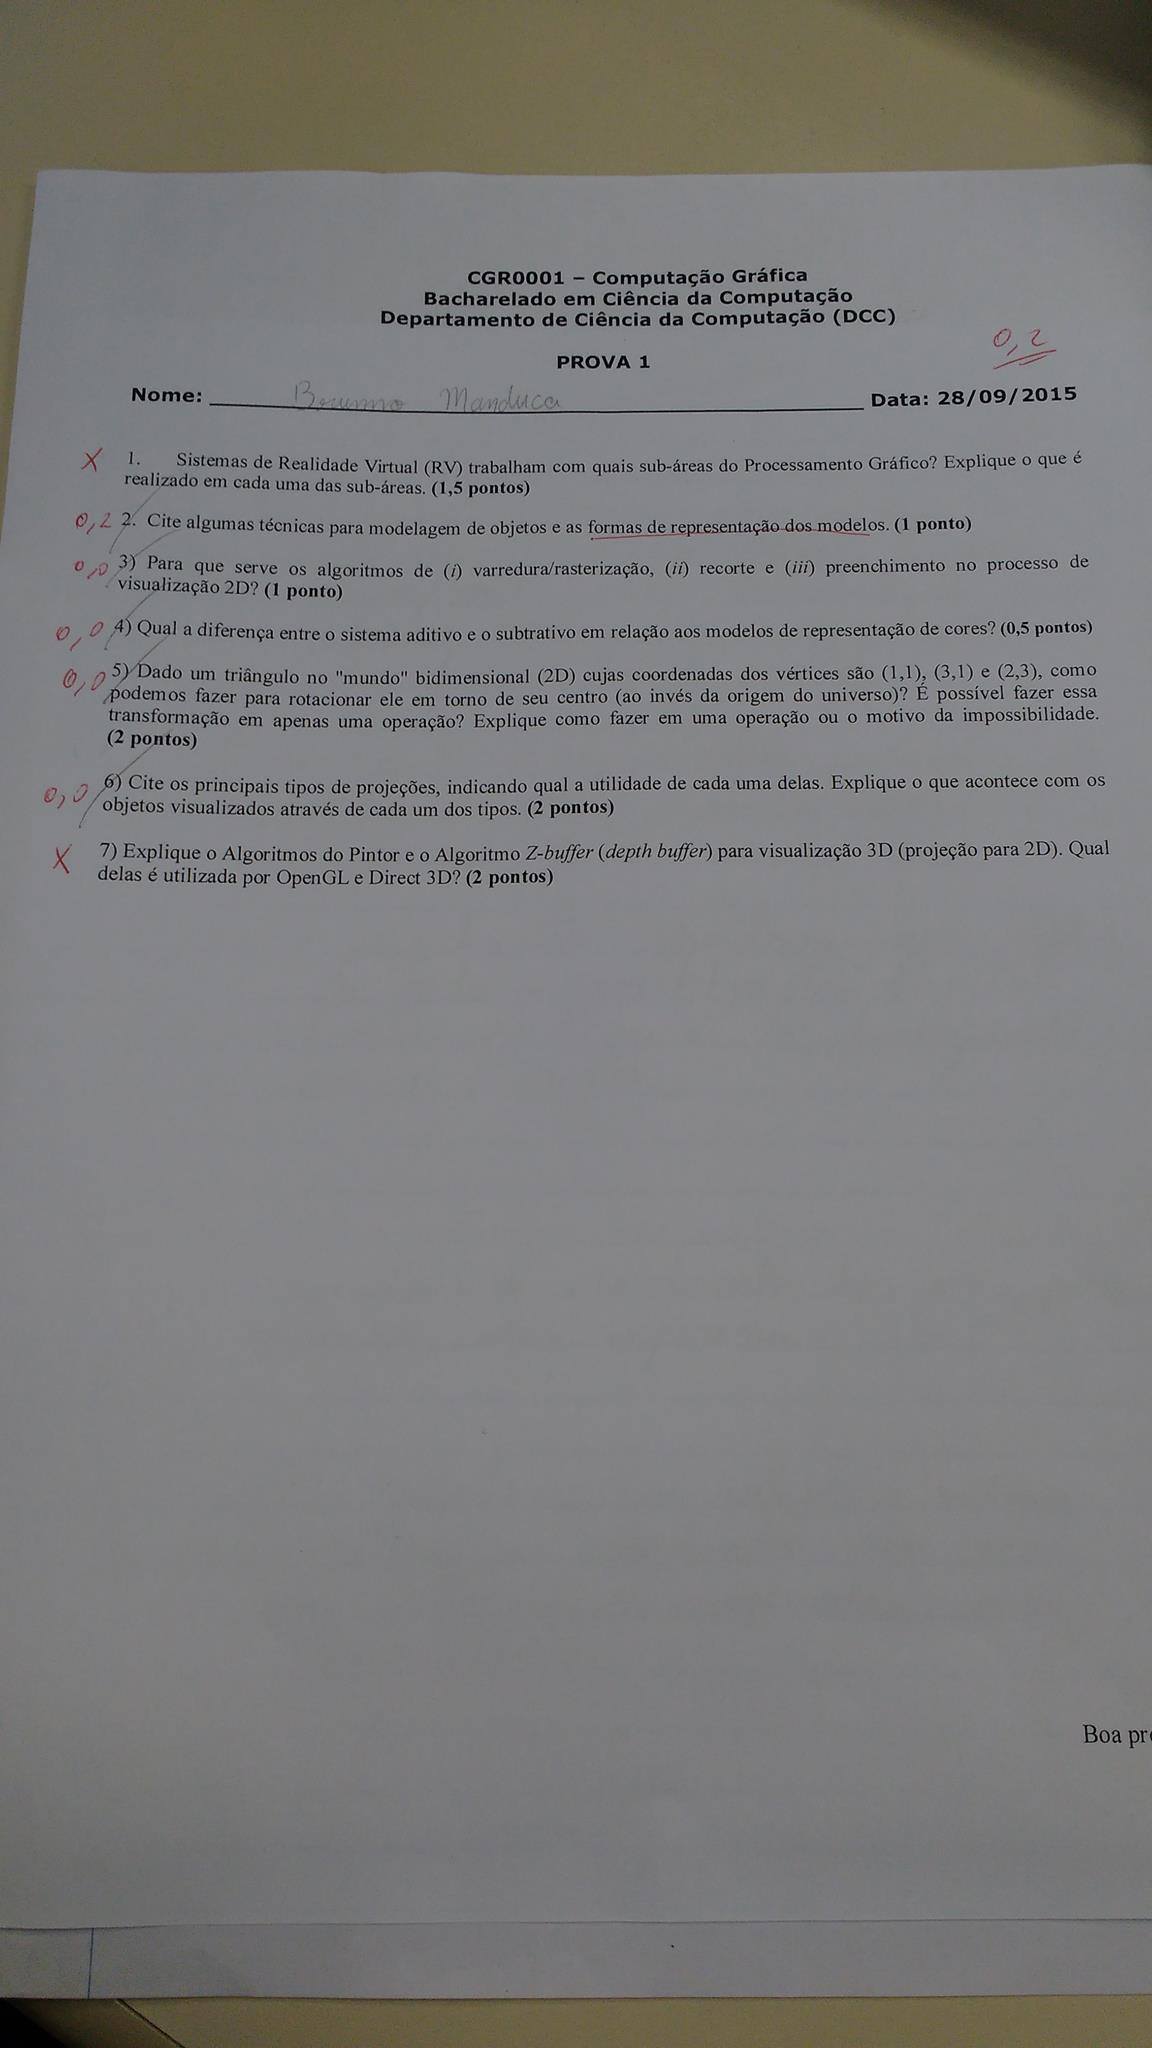 CGR0001 – Computação Gráfica
Bacharelado em Ciência da Computação
Departamento de Ciência da Computação (DCC)
0,2
PROVA 1
Nome: Brunno Manduca Data: 28/09/2015
X 1. Sistemas de Realidade Virtual (RV) trabalham com quais sub-áreas do Processamento Gráfico? Explique o que é
realizado em cada uma das sub-áreas. (1,5 pontos)
0,2 2. Cite algumas técnicas para modelagem de objetos e as formas de representação dos modelos. (1 ponto)
0,0 3) Para que serve os algoritmos de (i) varredura/rasterização, (ii) recorte e (iii) preenchimento no processo de
visualização 2D? (1 ponto)
0,0 4) Qual a diferença entre o sistema aditivo e o subtrativo em relação aos modelos de representação de cores? (0,5 pontos)
0,0 5) Dado um triângulo no "mundo" bidimensional (2D) cujas coordenadas dos vértices são (1,1), (3,1) e (2,3), como
podemos fazer para rotacionar ele em torno de seu centro (ao invés da origem do universo)? É possível fazer essa
transformação em apenas uma operação? Explique como fazer em uma operação ou o motivo da impossibilidade.
(2 pontos)
0,0 6) Cite os principais tipos de projeções, indicando qual a utilidade de cada uma delas. Explique o que acontece com os
objetos visualizados através de cada um dos tipos. (2 pontos)
X 7) Explique o Algoritmos do Pintor e o Algoritmo Z-buffer (depth buffer) para visualização 3D (projeção para 2D). Qual
delas é utilizada por OpenGL e Direct 3D? (2 pontos)
Boa pr